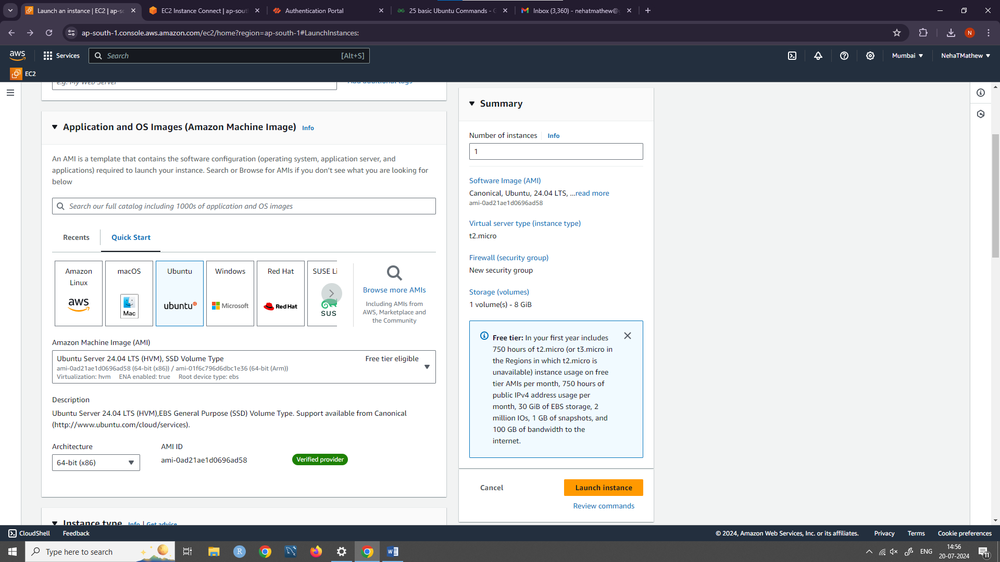 Launch an instance | EC2 | ap-so
EC2 Instance Connect | ap-sout
Authentication Portal
25 basic Ubuntu Commands - G
Inbox (3,360) - nehatmathew@g
ap-south-1.console.aws.amazon.com/ec2/home?region=ap-south-1#LaunchInstances:
N
aws
Services
Search
[Alt+S]
Mumbai
NehaTMathew
EC2
e.g. My Web Server
Add additional tags
Application and OS Images (Amazon Machine Image) Info
An AMI is a template that contains the software configuration (operating system, application server, and
applications) required to launch your instance. Search or Browse for AMIs if you don't see what you are looking for
below
Search our full catalog including 1000s of application and OS images
Recents
Quick Start
Amazon
Linux
aws
macOS
Mac
Ubuntu
ubuntu
Windows
Microsoft
Red Hat
Red Hat
SUSE Li
SUS
Browse more AMIs
Including AMIs from
AWS, Marketplace and
the Community
Amazon Machine Image (AMI)
Ubuntu Server 24.04 LTS (HVM), SSD Volume Type
Free tier eligible
ami-0ad21ae1d0696ad58 (64-bit (x86)) / ami-01f6c796d6dbc1e36 (64-bit (Arm))
Virtualization: hvm ENA enabled: true Root device type: ebs
Description
Ubuntu Server 24.04 LTS (HVM),EBS General Purpose (SSD) Volume Type. Support available from Canonical
(http://www.ubuntu.com/cloud/services).
Architecture
64-bit (x86)
AMI ID
ami-0ad21ae1d0696ad58
Verified provider
Instance type Info | Get advice
Summary
Number of instances Info
1
Software Image (AMI)
Canonical, Ubuntu, 24.04 LTS, ...read more
ami-0ad21ae1d0696ad58
Virtual server type (instance type)
t2.micro
Firewall (security group)
New security group
Storage (volumes)
1 volume(s) - 8 GiB
Free tier: In your first year includes
750 hours of t2.micro (or t3.micro in
the Regions in which t2.micro is
unavailable) instance usage on free
tier AMIs per month, 750 hours of
public IPv4 address usage per
month, 30 GiB of EBS storage, 2
million IOs, 1 GB of snapshots, and
100 GB of bandwidth to the
internet.
Cancel
Launch instance
Review commands
CloudShell
Feedback
© 2024, Amazon Web Services, Inc. or its affiliates.
Privacy
Terms
Cookie preferences
Type here to search
R
W
ENG
14:56
20-07-2024
11